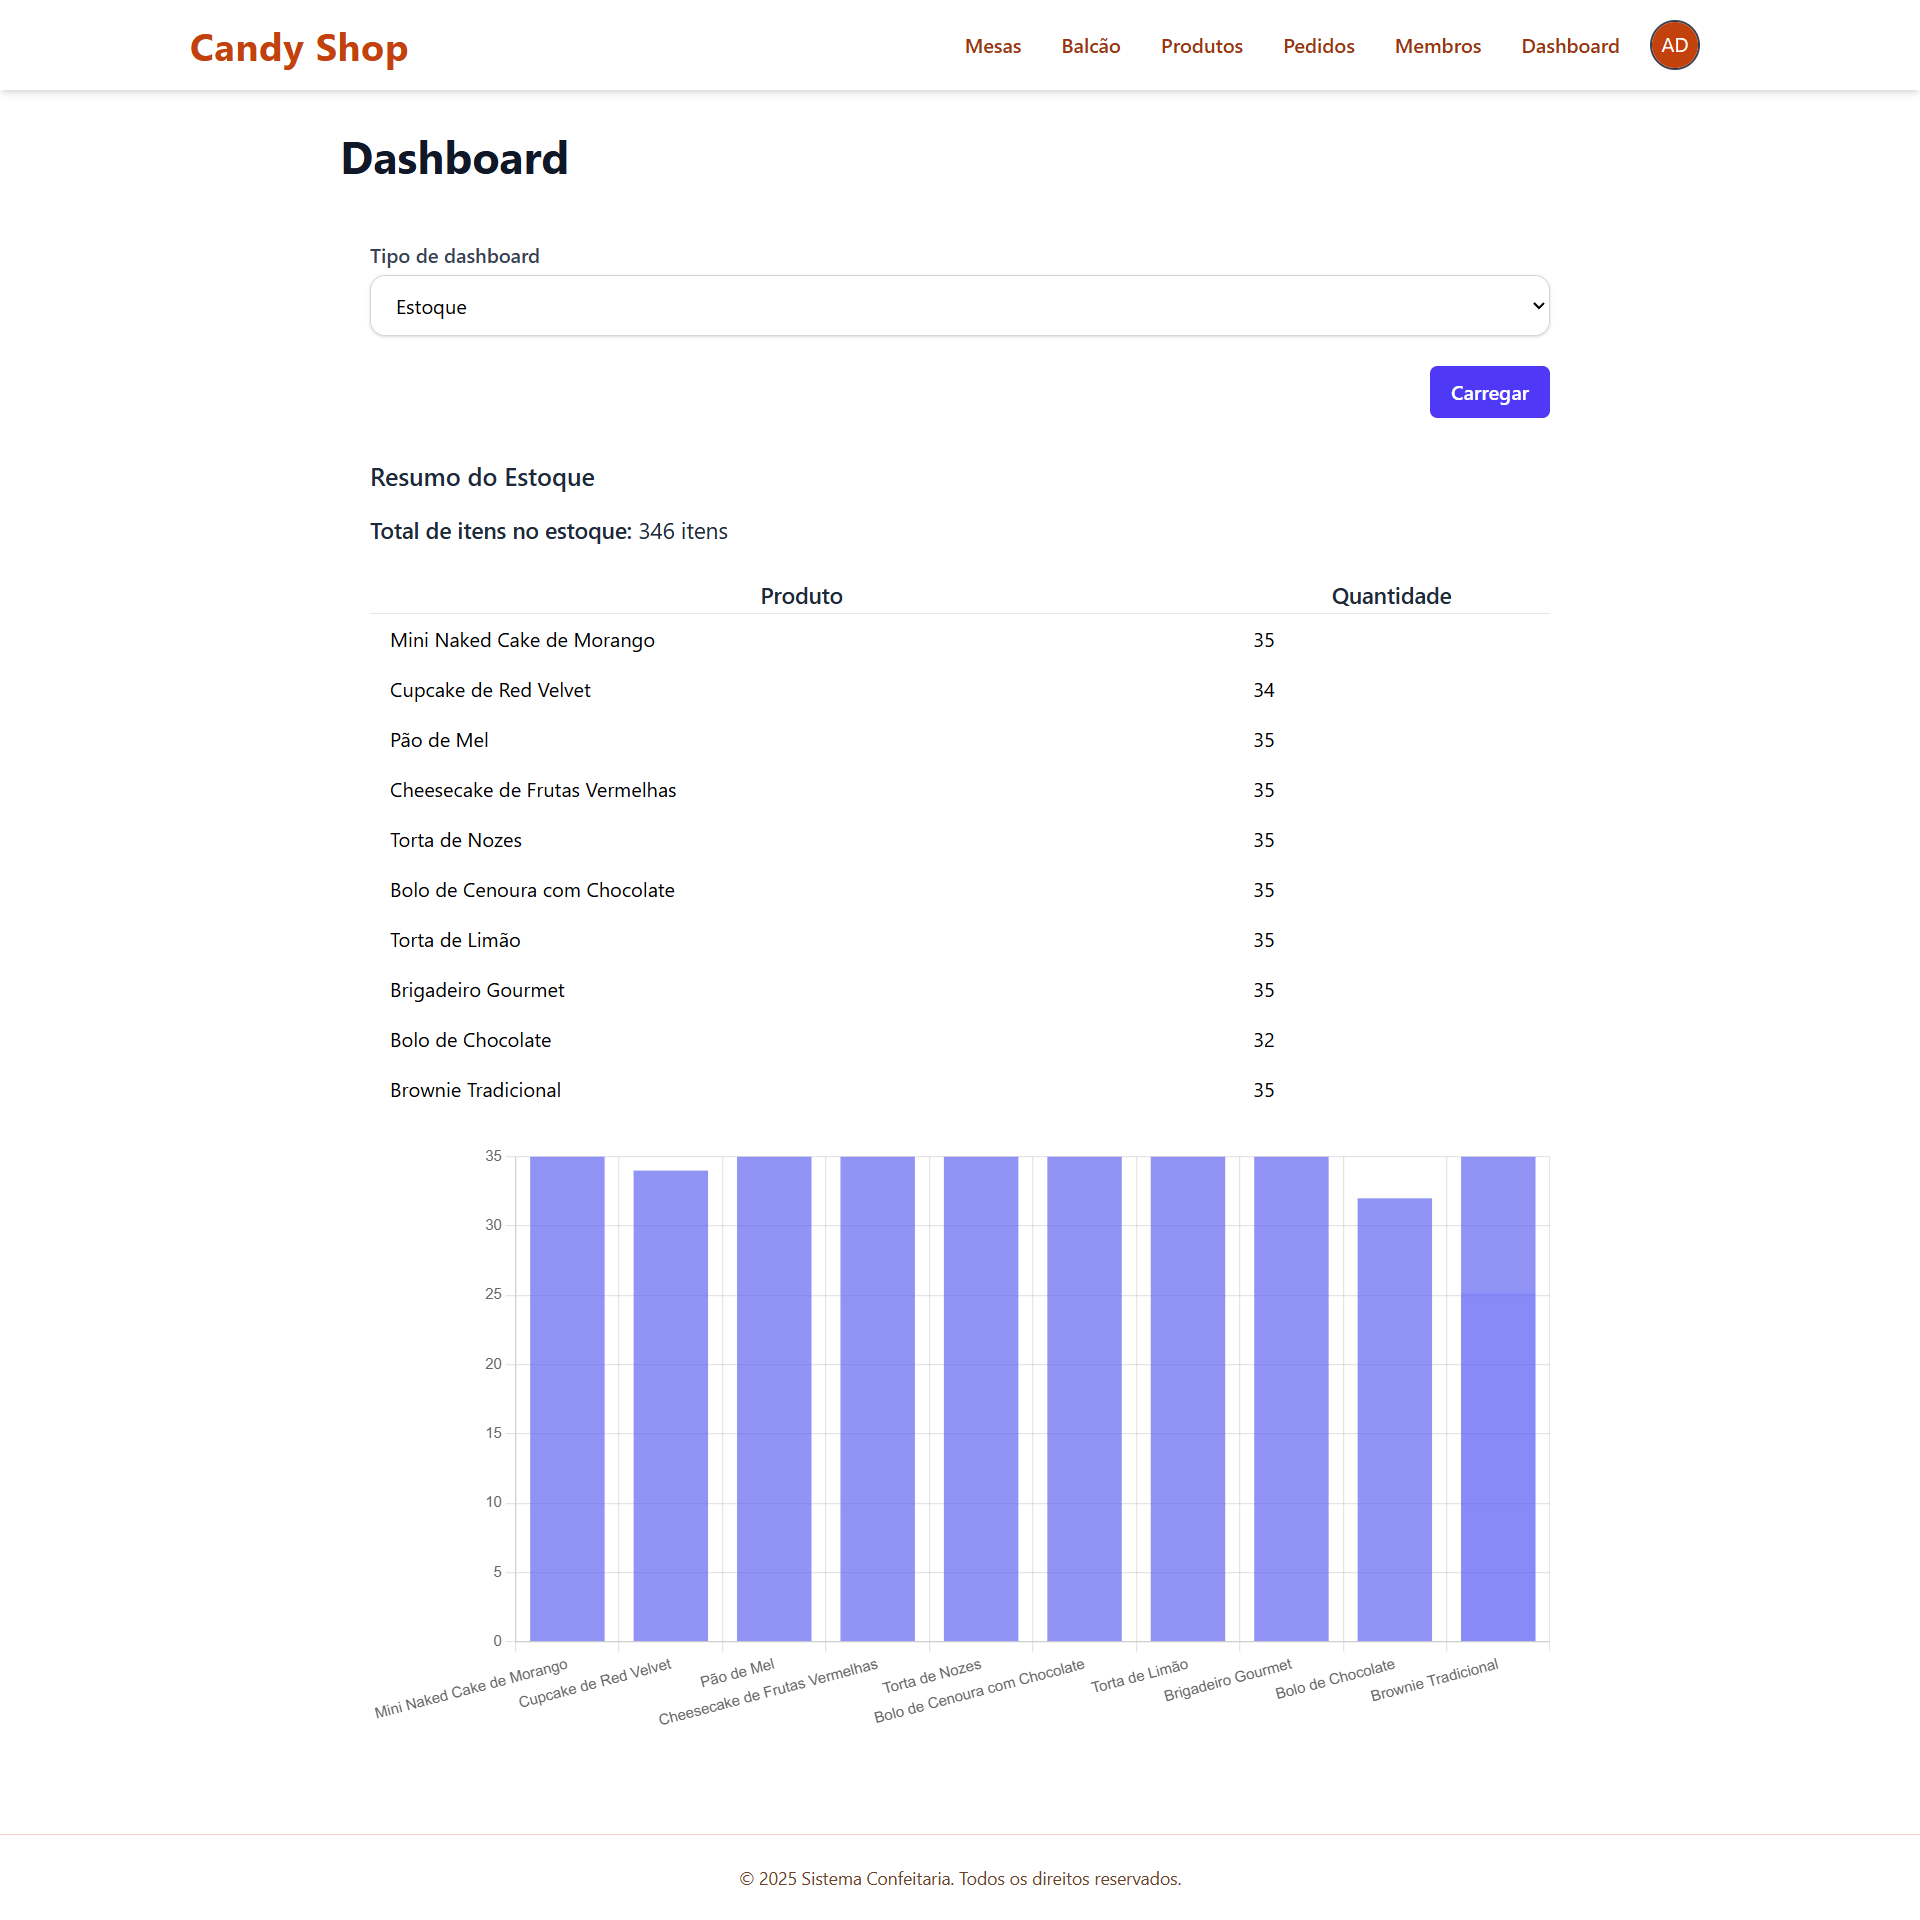 Candy Shop
Mesas Balcão Produtos Pedidos Membros Dashboard AD
Dashboard
Tipo de dashboard
Estoque
Carregar
Resumo do Estoque
Total de itens no estoque: 346 itens
Produto Quantidade
Mini Naked Cake de Morango 35
Cupcake de Red Velvet 34
Pão de Mel 35
Cheesecake de Frutas Vermelhas 35
Torta de Nozes 35
Bolo de Cenoura com Chocolate 35
Torta de Limão 35
Brigadeiro Gourmet 35
Bolo de Chocolate 32
Brownie Tradicional 35
35
30
25
20
15
10
5
0
Mini Naked Cake de Morango
Cupcake de Red Velvet
Pão de Mel
Cheesecake de Frutas Vermelhas
Torta de Nozes
Bolo de Cenoura com Chocolate
Torta de Limão
Brigadeiro Gourmet
Bolo de Chocolate
Brownie Tradicional
© 2025 Sistema Confeitaria. Todos os direitos reservados.